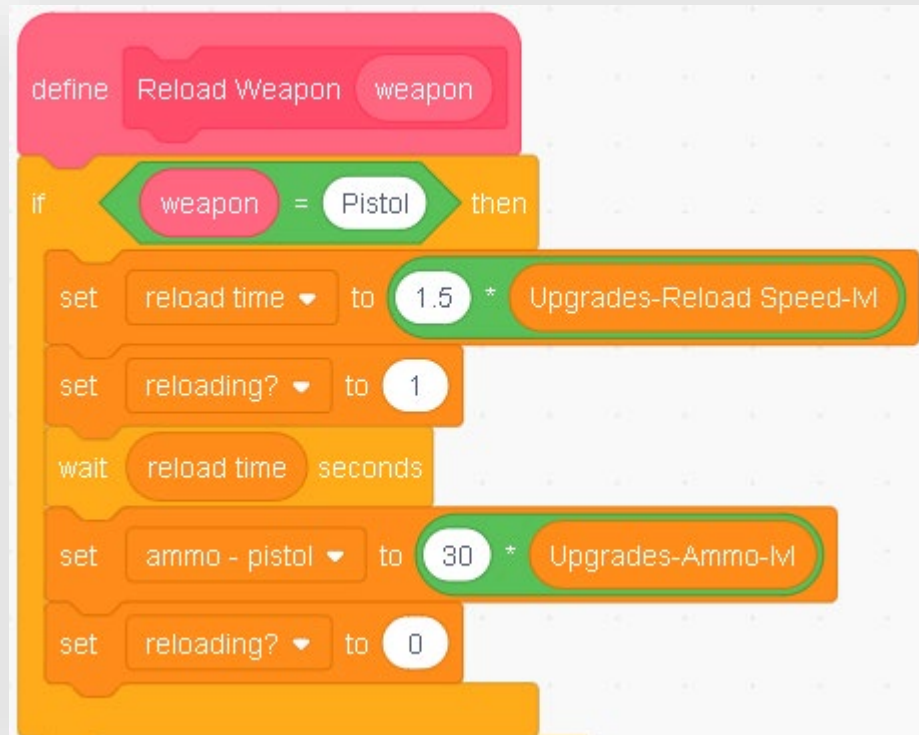 define Reload Weapon weapon
if weapon = Pistol then
set reload time to 1.5 * Upgrades-Reload Speed-lvl
set reloading? to 1
wait reload time seconds
set ammo - pistol to 30 * Upgrades-Ammo-lvl
set reloading? to 0